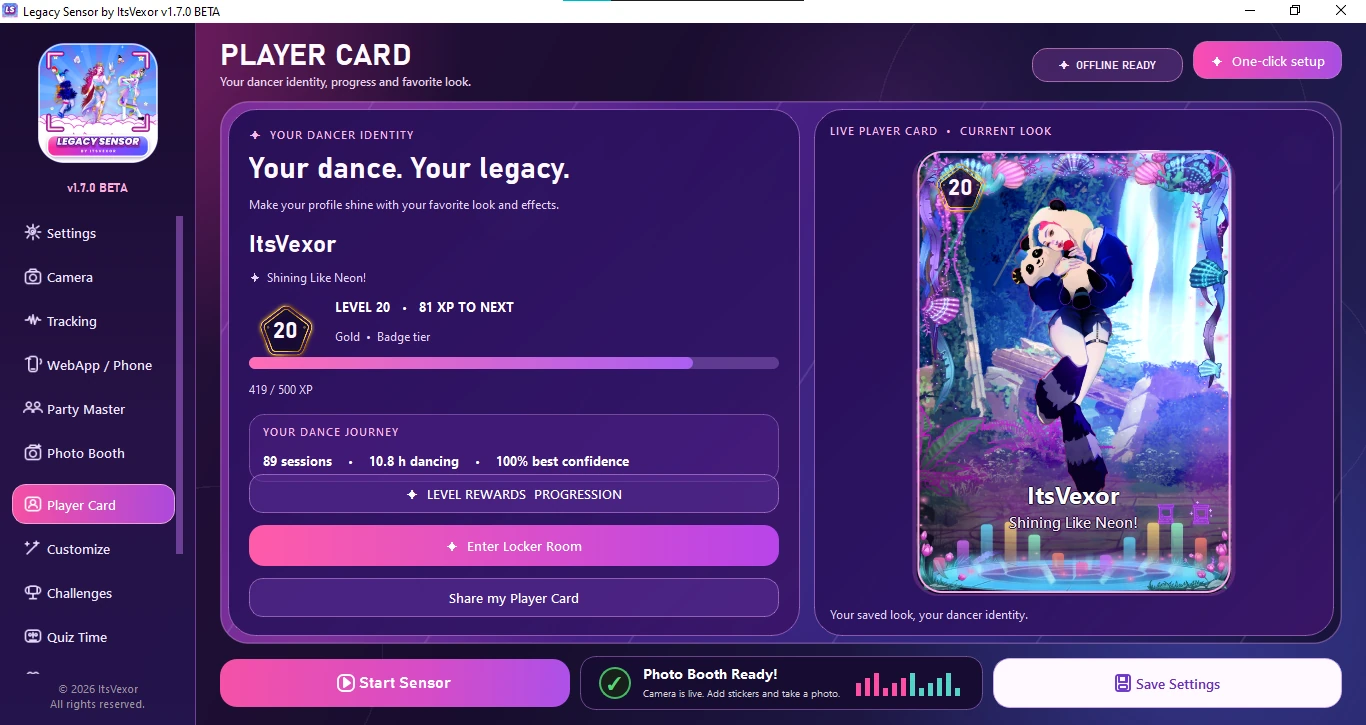 LS Legacy Sensor by ItsVexor v1.7.0 BETA
LEGACY SENSOR
BY ITSVEXOR
v1.7.0 BETA
Settings
Camera
Tracking
WebApp / Phone
Party Master
Photo Booth
Player Card
Customize
Challenges
Quiz Time
© 2026 ItsVexor
All rights reserved.
PLAYER CARD
Your dancer identity, progress and favorite look.
OFFLINE READY
One-click setup
YOUR DANCER IDENTITY
Your dance. Your legacy.
Make your profile shine with your favorite look and effects.
ItsVexor
Shining Like Neon!
20
LEVEL 20 • 81 XP TO NEXT
Gold • Badge tier
419 / 500 XP
YOUR DANCE JOURNEY
89 sessions • 10.8 h dancing • 100% best confidence
LEVEL REWARDS PROGRESSION
Enter Locker Room
Share my Player Card
LIVE PLAYER CARD • CURRENT LOOK
20
ItsVexor
Shining Like Neon!
Your saved look, your dancer identity.
Start Sensor
Photo Booth Ready!
Camera is live. Add stickers and take a photo.
Save Settings